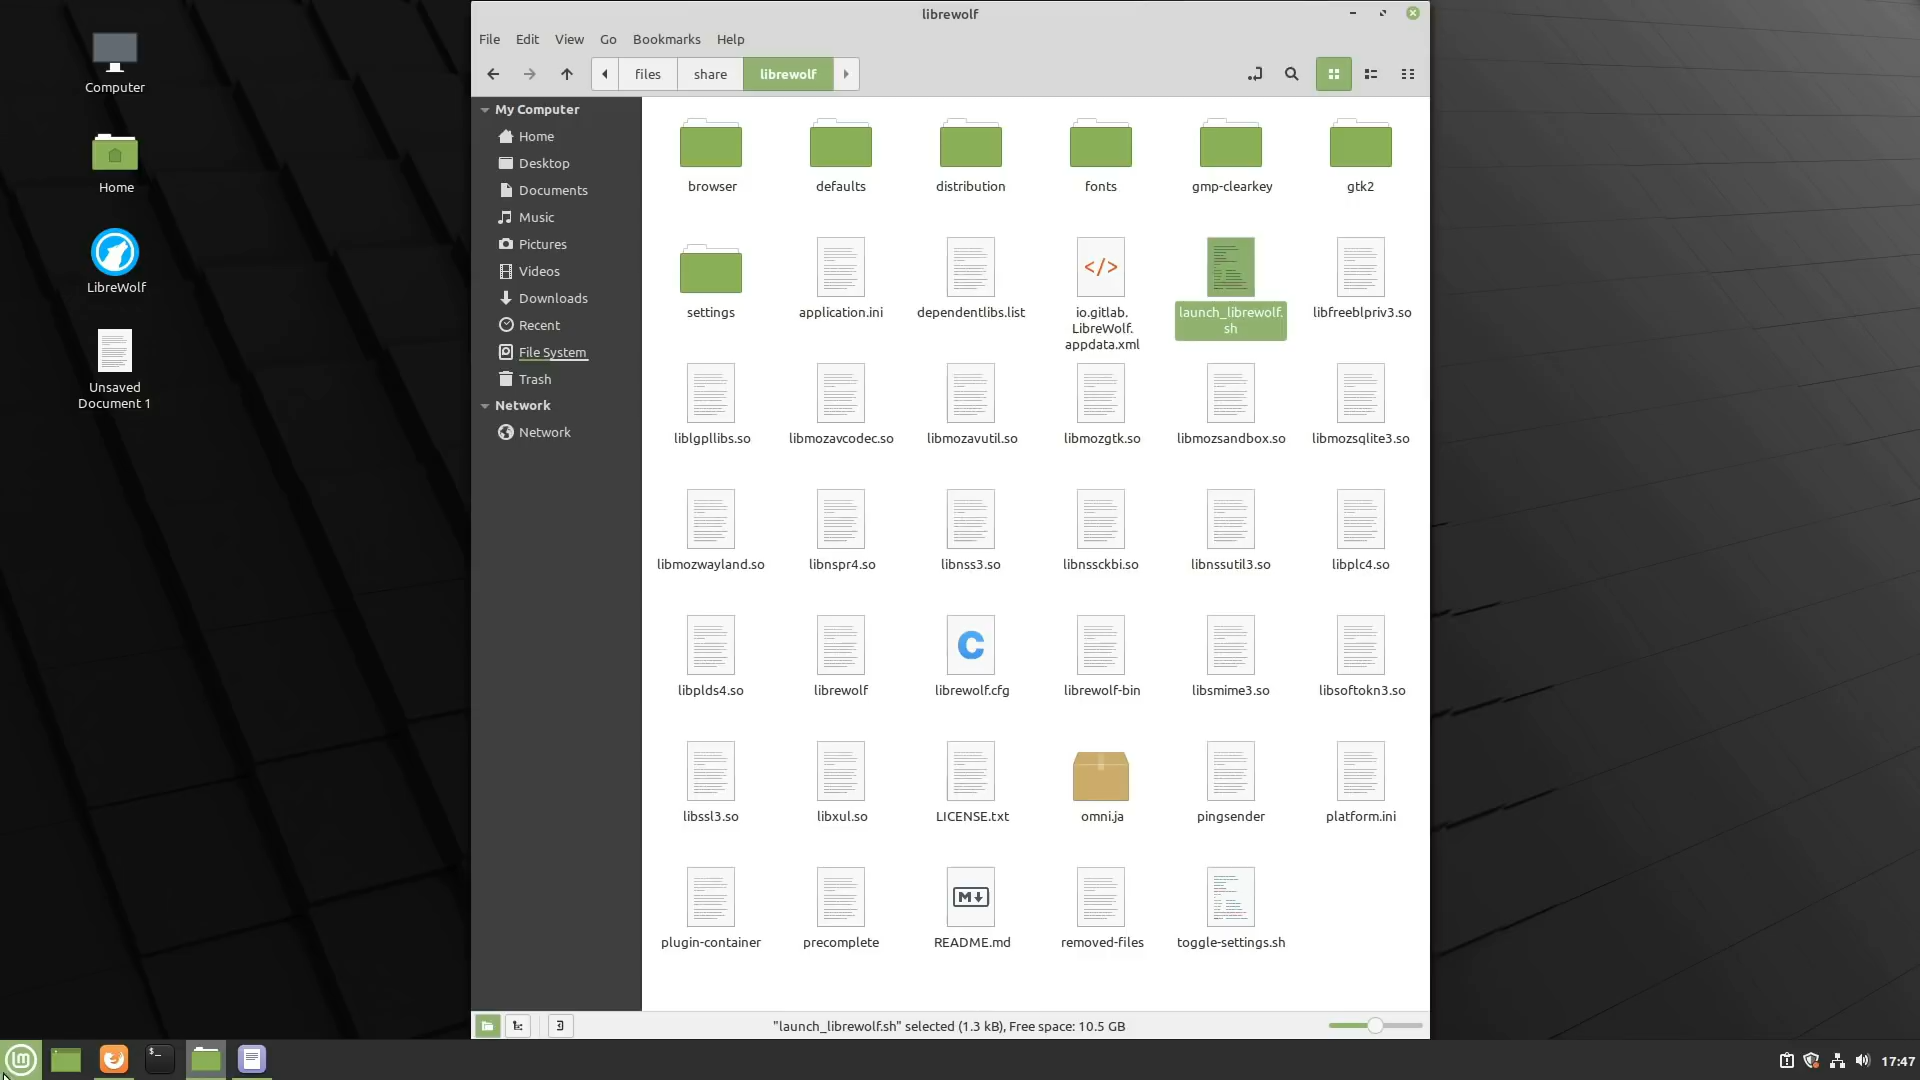 Computer
Home
LibreWolf
Unsaved
Document 1
librewolf
File
Edit
View
Go
Bookmarks
Help
files
share
librewolf
My Computer
Home
Desktop
Documents
Music
Pictures
Videos
Downloads
Recent
File System
Trash
Network
Network
browser
defaults
distribution
fonts
gmp-clearkey
gtk2
settings
application.ini
dependentlibs.list
</>
io.gitlab.
LibreWolf.
appdata.xml
launch_librewolf.
sh
libfreeblpriv3.so
liblgpllibs.so
libmozavcodec.so
libmozavutil.so
libmozgtk.so
libmozsandbox.so
libmozsqlite3.so
libmozwayland.so
libnspr4.so
libnss3.so
libnssckbi.so
libnssutil3.so
libplc4.so
libplds4.so
librewolf
C
librewolf.cfg
librewolf-bin
libsmime3.so
libsoftokn3.so
libssl3.so
libxul.so
LICENSE.txt
omni.ja
pingsender
platform.ini
plugin-container
precomplete
M
README.md
removed-files
toggle-settings.sh
"launch_librewolf.sh" selected (1.3 kB), Free space: 10.5 GB
lm
$_
17:47